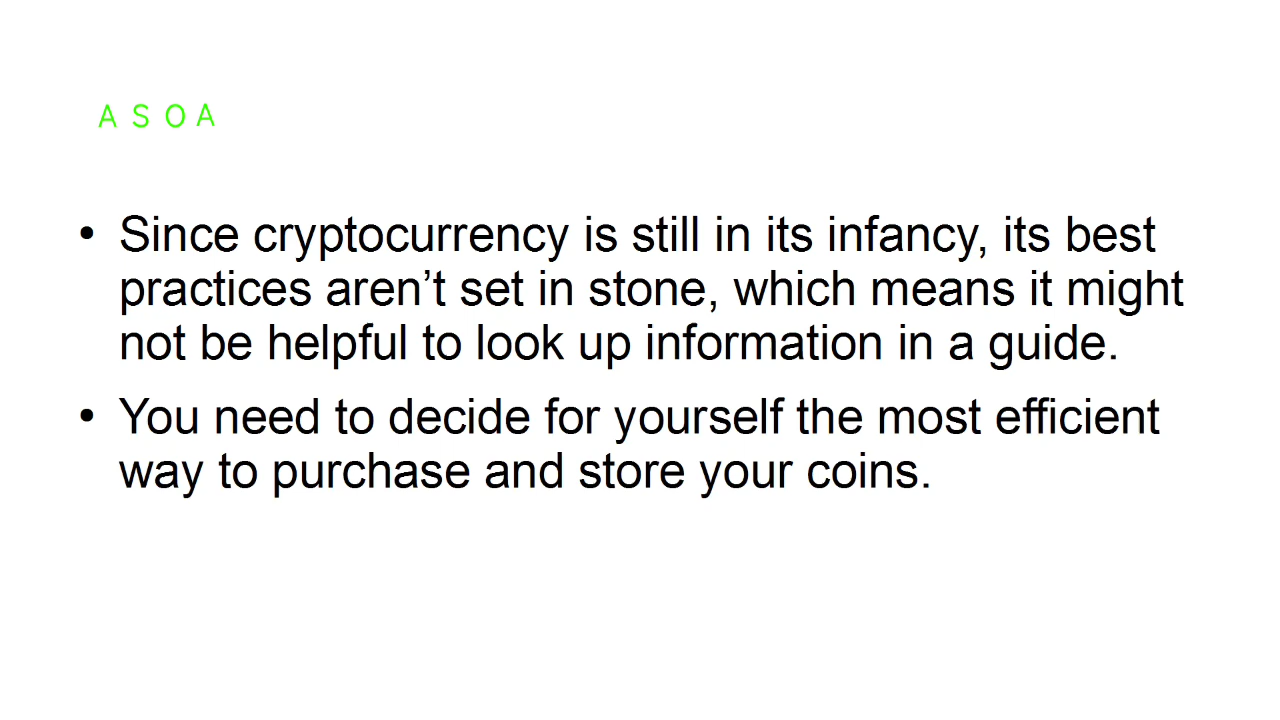 A S O A
• Since cryptocurrency is still in its infancy, its best
practices aren’t set in stone, which means it might
not be helpful to look up information in a guide.
• You need to decide for yourself the most efficient
way to purchase and store your coins.